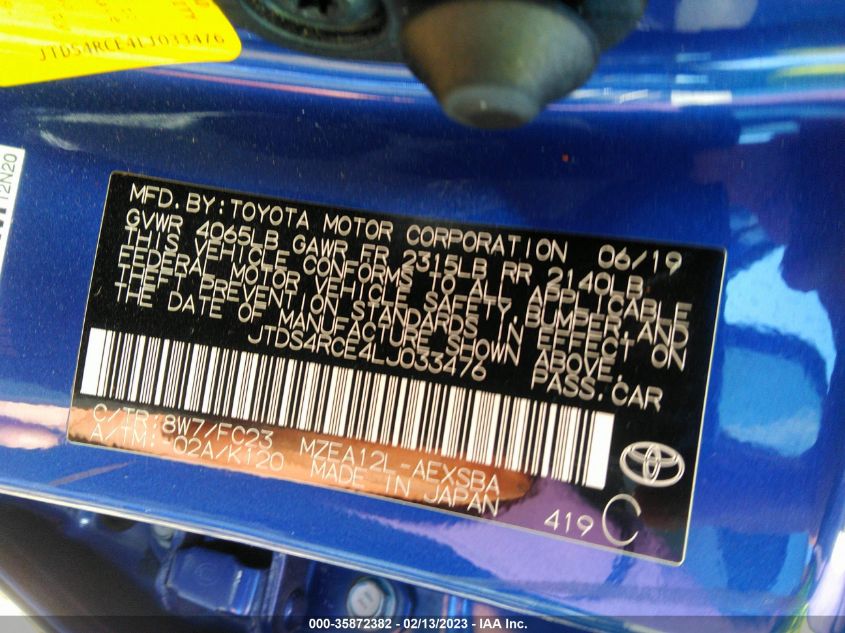 JTDS4RCE4LJ033476
12N20
MFD.BY:TOYOTA MOTOR CORPORATION 06/19
GVWR 4065LB GAWR FR 2315LB RR 2140LB
THIS VEHICLE CONFORMS TO ALL APPLICABLE
FEDERAL MOTOR VEHICLE SAFETY,BUMPER,AND
THEFT PREVENTION STANDARDS IN EFFECT ON
THE DATE OF MANUFACTURE SHOWN ABOVE.
JTDS4RCE4LJ033476 PASS.CAR
C/TR:8W7/FC23 MZEA12L-AEXSBA
A/TM:-02A/K120 MADE IN JAPAN
419 C
000-35872382 - 02/13/2023 - IAA Inc.